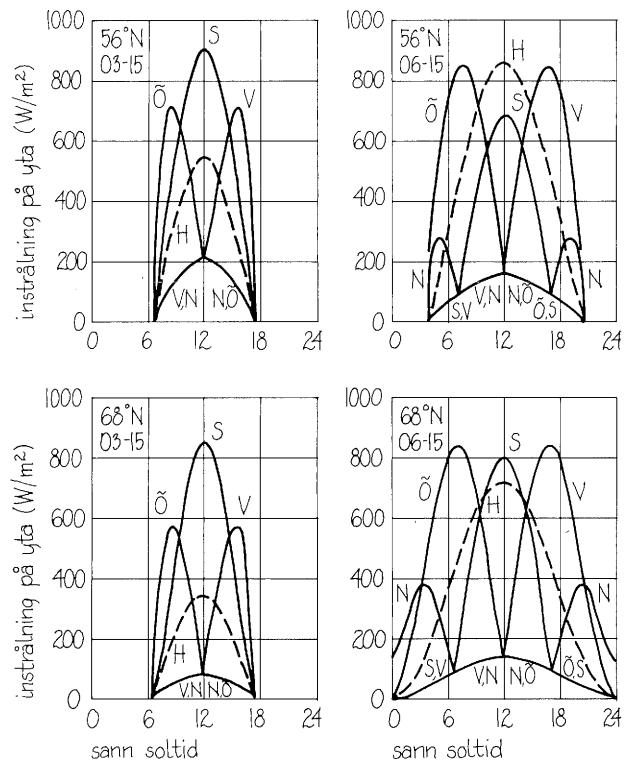 1000
800
600
400
200
0
instrålning på yta (W/m²)
56°N
03-15
S
Õ
V
H
V,N N,Õ
0 6 12 18 24
1000
800
600
400
200
0
56°N
06-15
H
S
Õ
V
N
N
S,V V,N N,Õ Õ,S
0 6 12 18 24
1000
800
600
400
200
0
instrålning på yta (W/m²)
68°N
03-15
S
Õ
V
H
V,N N,Õ
0 6 12 18 24
sann soltid
1000
800
600
400
200
0
68°N
06-15
S
Õ
V
H
N
N
S,V V,N N,Õ Õ,S
0 6 12 18 24
sann soltid